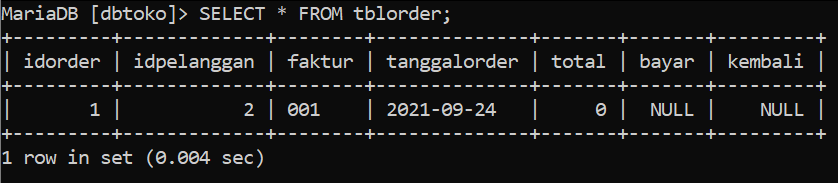 MariaDB [dbtoko]> SELECT * FROM tblorder;
+---------+-------------+--------+--------------+-------+-------+---------+
| idorder | idpelanggan | faktur | tanggalorder | total | bayar | kembali |
+---------+-------------+--------+--------------+-------+-------+---------+
|       1 |           2 | 001    | 2021-09-24   |     0 |  NULL |    NULL |
+---------+-------------+--------+--------------+-------+-------+---------+
1 row in set (0.004 sec)